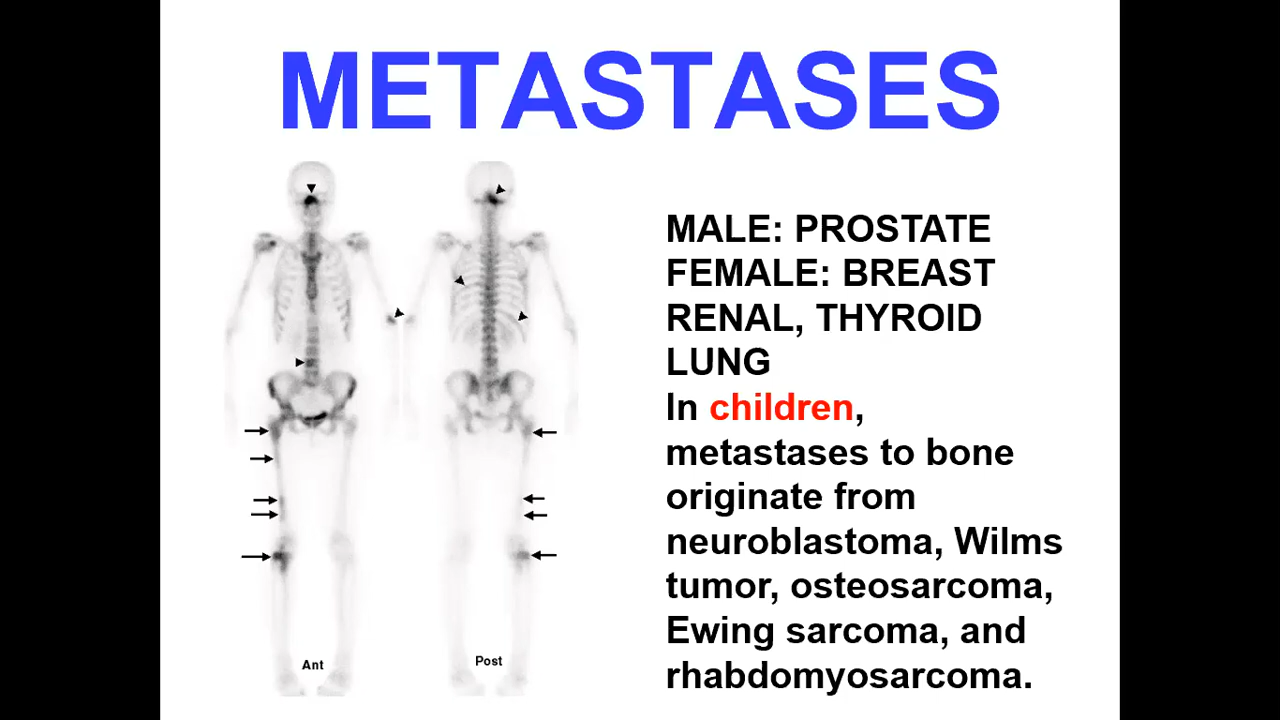 METASTASES
MALE: PROSTATE
FEMALE: BREAST
RENAL, THYROID
LUNG
In children,
metastases to bone
originate from
neuroblastoma, Wilms
tumor, osteosarcoma,
Ewing sarcoma, and
rhabdomyosarcoma.
Ant
Post